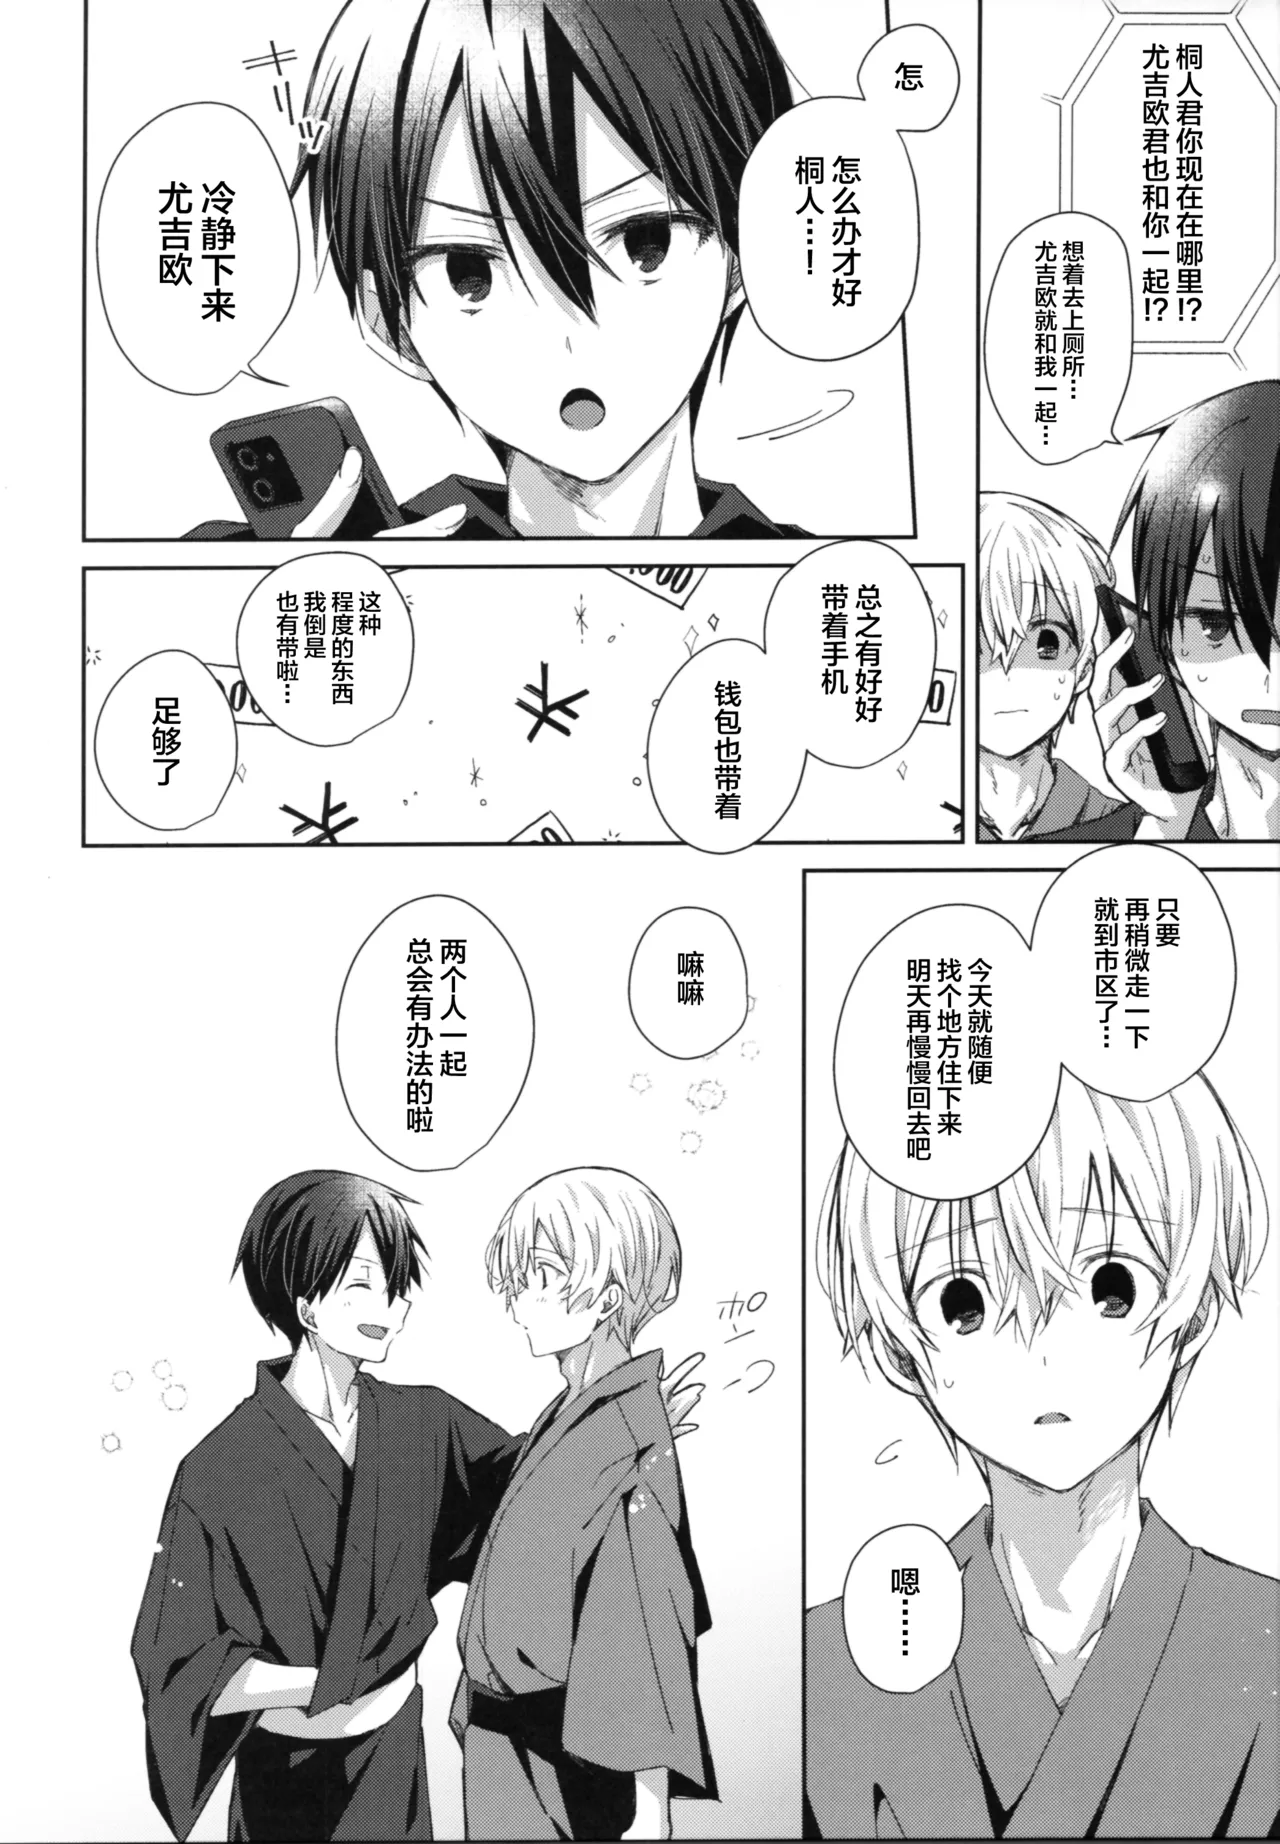 桐人君你现在在哪里!?
尤吉欧君也和你一起!?
想着去上厕所…
尤吉欧就和我一起…
怎
怎么办才好
桐人…!
冷静下来
尤吉欧
总之有好好
带着手机
钱包也带着
这种
程度的东西
我倒是
也有带啦…
足够了
只要
再稍微走一下
就到市区了…
今天就随便
找个地方住下来
明天再慢慢回去吧
嗯……
嘛嘛
两个人一起
总会有办法的啦